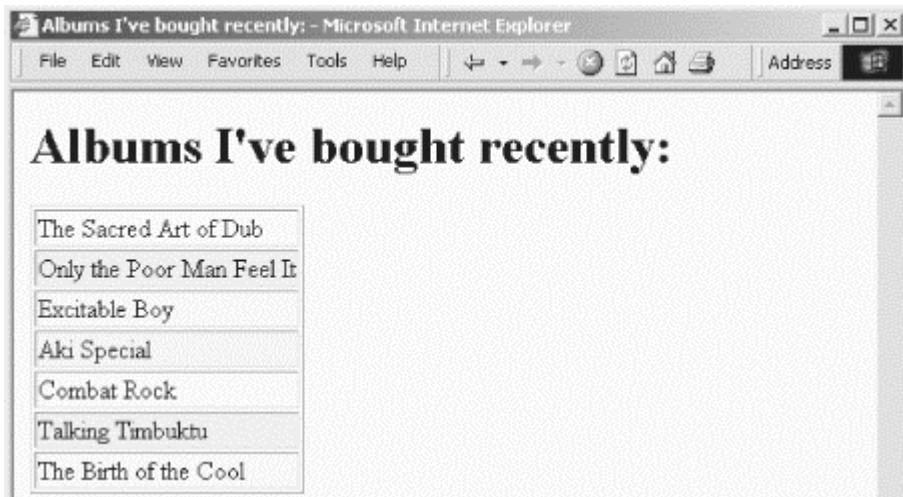 Albums I've bought recently: - Microsoft Internet Explorer
File Edit View Favorites Tools Help Address
Albums I've bought recently:
The Sacred Art of Dub
Only the Poor Man Feel It
Excitable Boy
Aki Special
Combat Rock
Talking Timbuktu
The Birth of the Cool